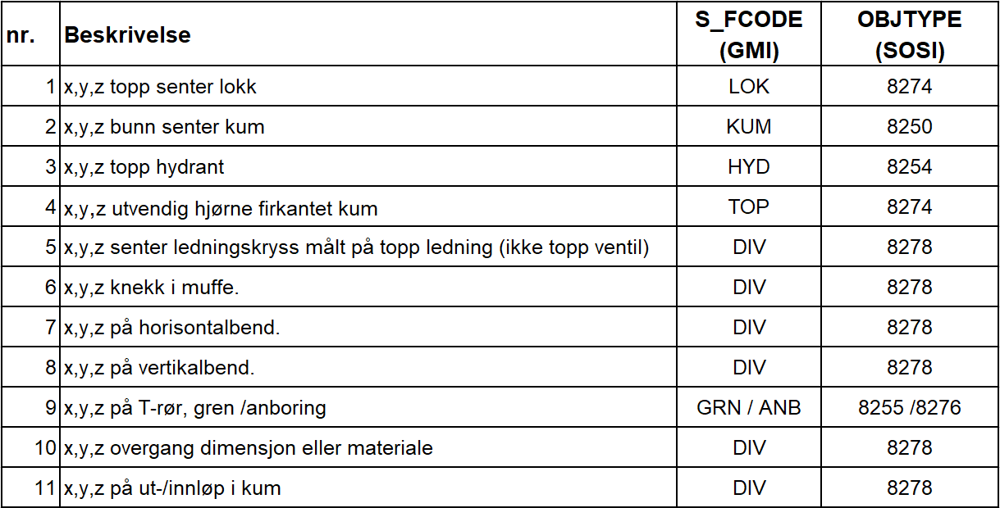 nr. Beskrivelse S_FCODE (GMI) OBJTYPE (SOSI)
1 x,y,z topp senter lokk LOK 8274
2 x,y,z bunn senter kum KUM 8250
3 x,y,z topp hydrant HYD 8254
4 x,y,z utvendig hjørne firkantet kum TOP 8274
5 x,y,z senter ledningskryss målt på topp ledning (ikke topp ventil) DIV 8278
6 x,y,z knekk i muffe. DIV 8278
7 x,y,z på horisontalbend. DIV 8278
8 x,y,z på vertikalbend. DIV 8278
9 x,y,z på T-rør, gren /anboring GRN / ANB 8255 /8276
10 x,y,z overgang dimensjon eller materiale DIV 8278
11 x,y,z på ut-/innløp i kum DIV 8278